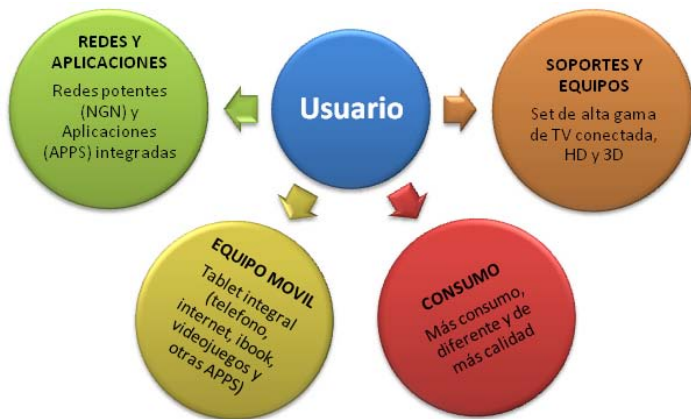 REDES Y
APLICACIONES
Redes potentes
(NGN) y
Aplicaciones
(APPS) integradas
Usuario
SOPORTES Y
EQUIPOS
Set de alta gama
de TV conectada,
HD y 3D
EQUIPO MOVIL
Tablet integral
(telefono,
internet, ibook,
videojuegos y
otras APPS)
CONSUMO
Más consumo,
diferente y de
más calidad